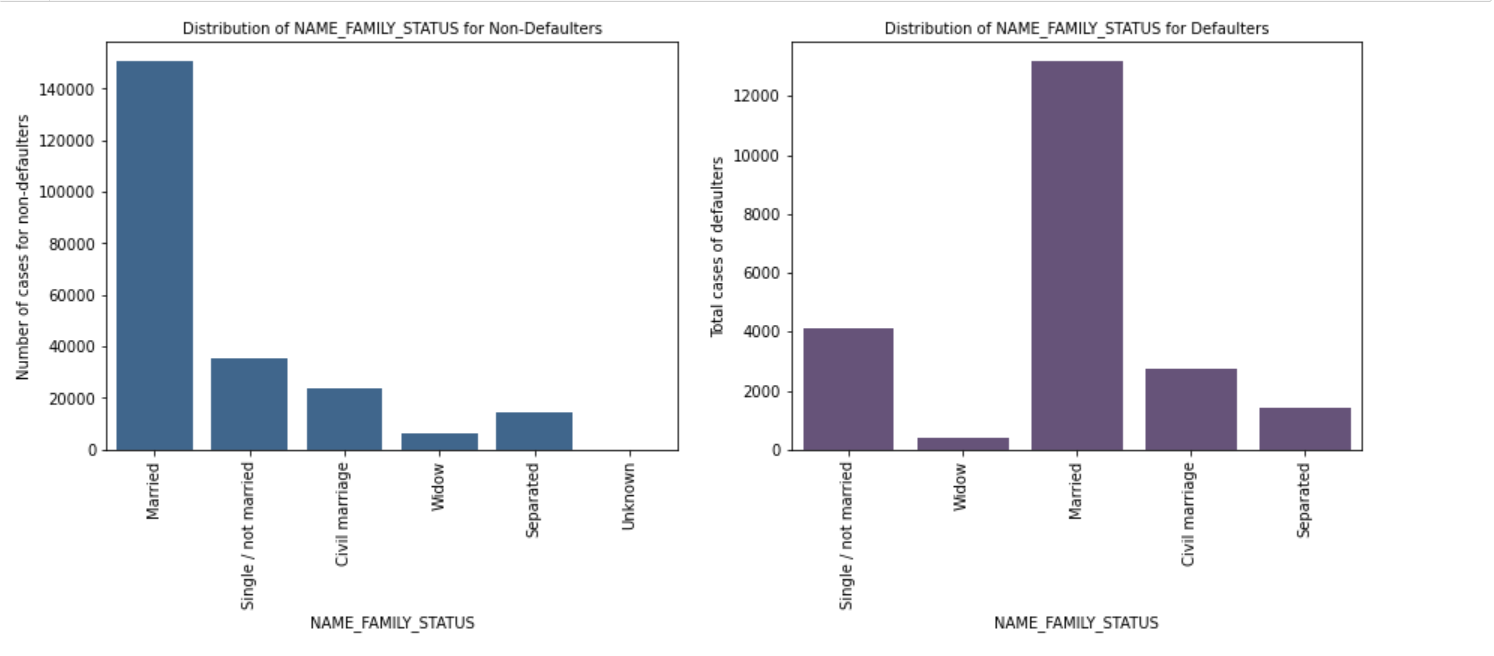 Distribution of NAME_FAMILY_STATUS for Non-Defaulters
Number of cases for non-defaulters
140000
120000
100000
80000
60000
40000
20000
0
Married
Single / not married
Civil marriage
Widow
Separated
Unknown
NAME_FAMILY_STATUS
Distribution of NAME_FAMILY_STATUS for Defaulters
Total cases of defaulters
12000
10000
8000
6000
4000
2000
0
Single / not married
Widow
Married
Civil marriage
Separated
NAME_FAMILY_STATUS